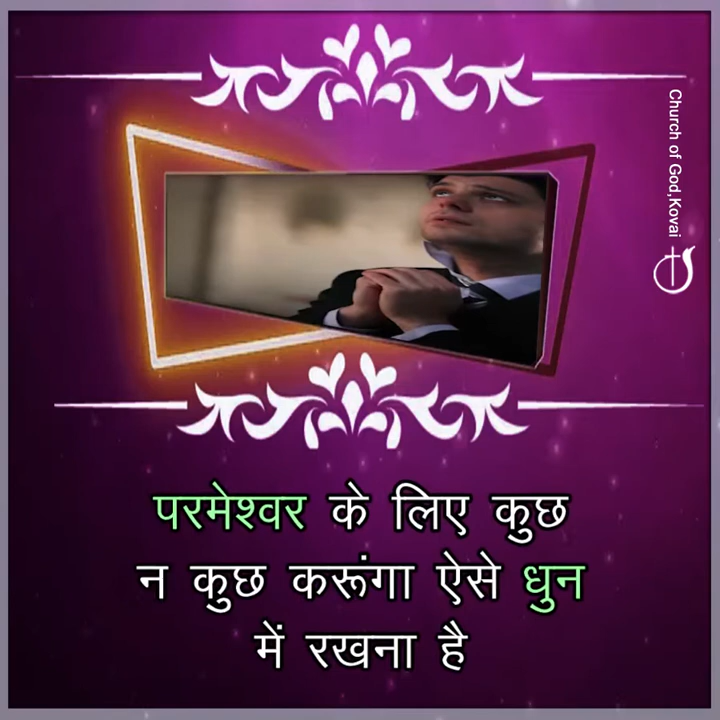 Church of God,Kovai
परमेश्वर के लिए कुछ
न कुछ करूंगा ऐसे धुन
में रखना है